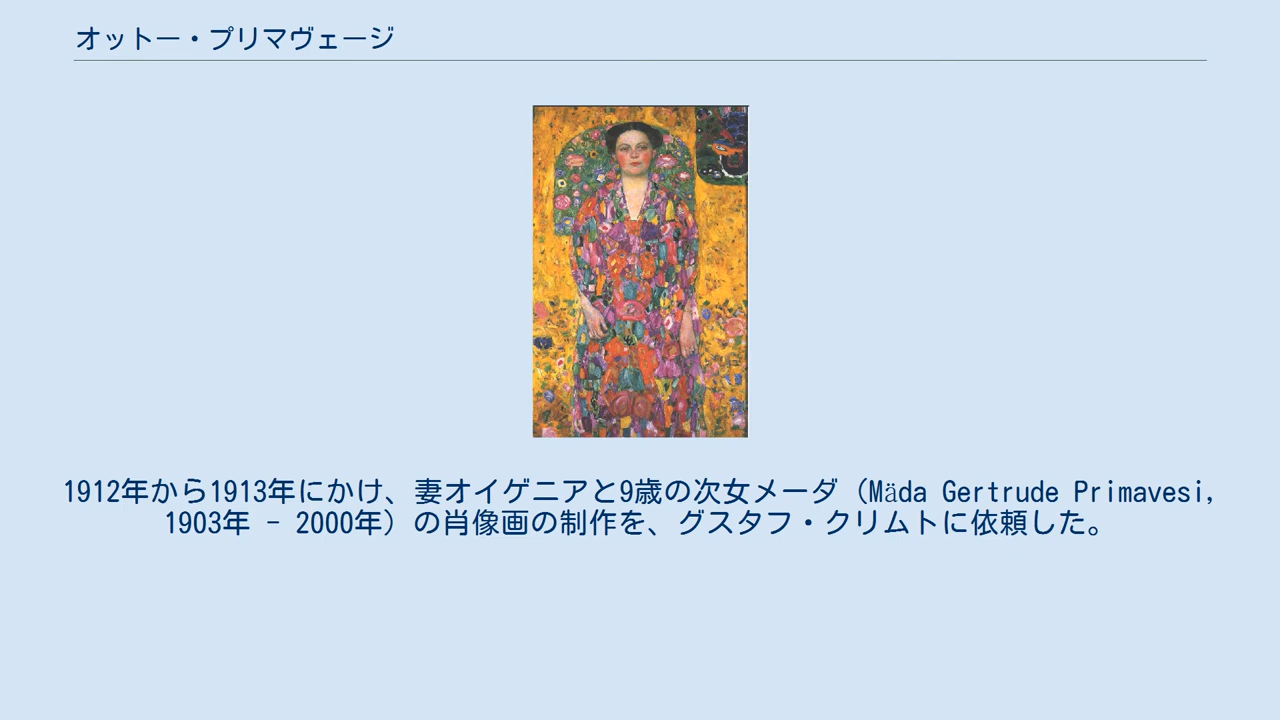 オットー・プリマヴェージ
1912年から1913年にかけ、妻オイゲニアと9歳の次女メーダ（Mäda Gertrude Primavesi,
1903年 - 2000年）の肖像画の制作を、グスタフ・クリムトに依頼した。